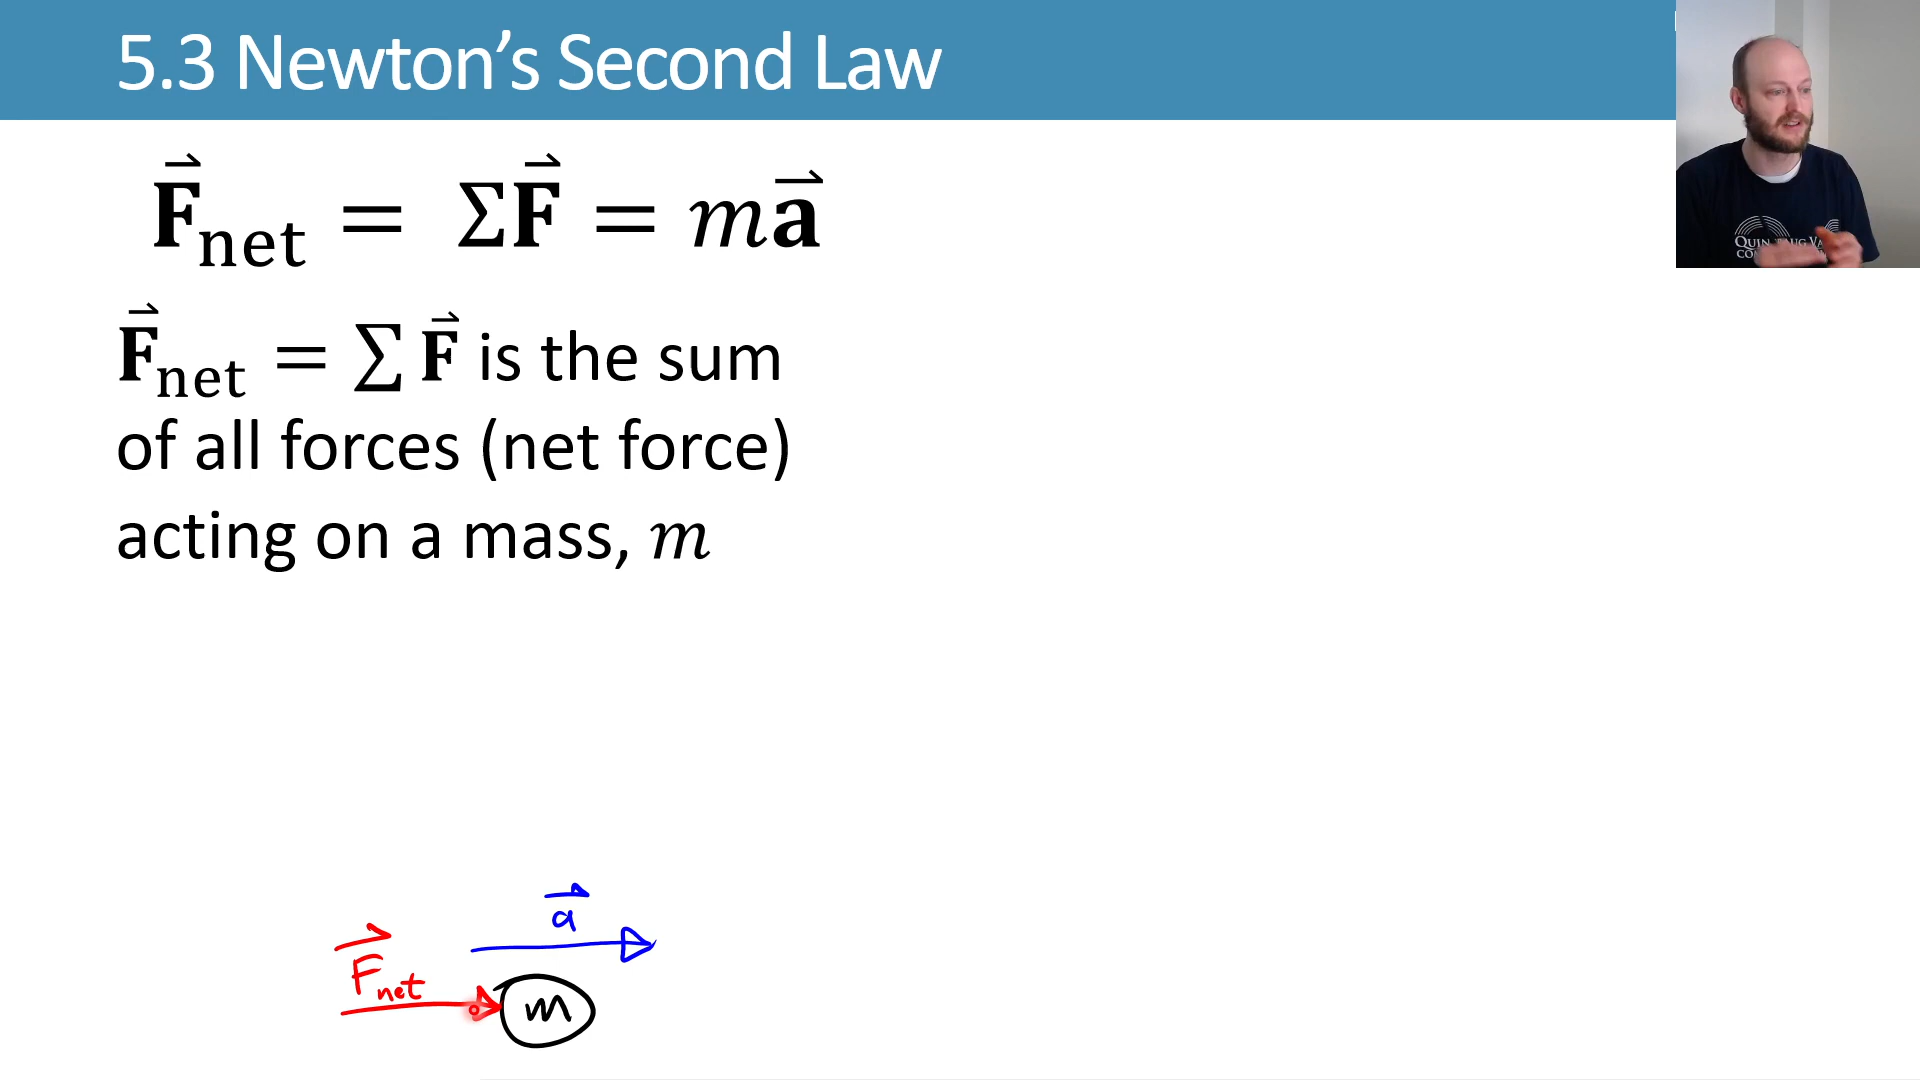 5.3 Newton's Second Law
F⃗net = ΣF⃗ = ma⃗
F⃗net = ∑ F⃗ is the sum
of all forces (net force)
acting on a mass, m
a⃗
F⃗net
m